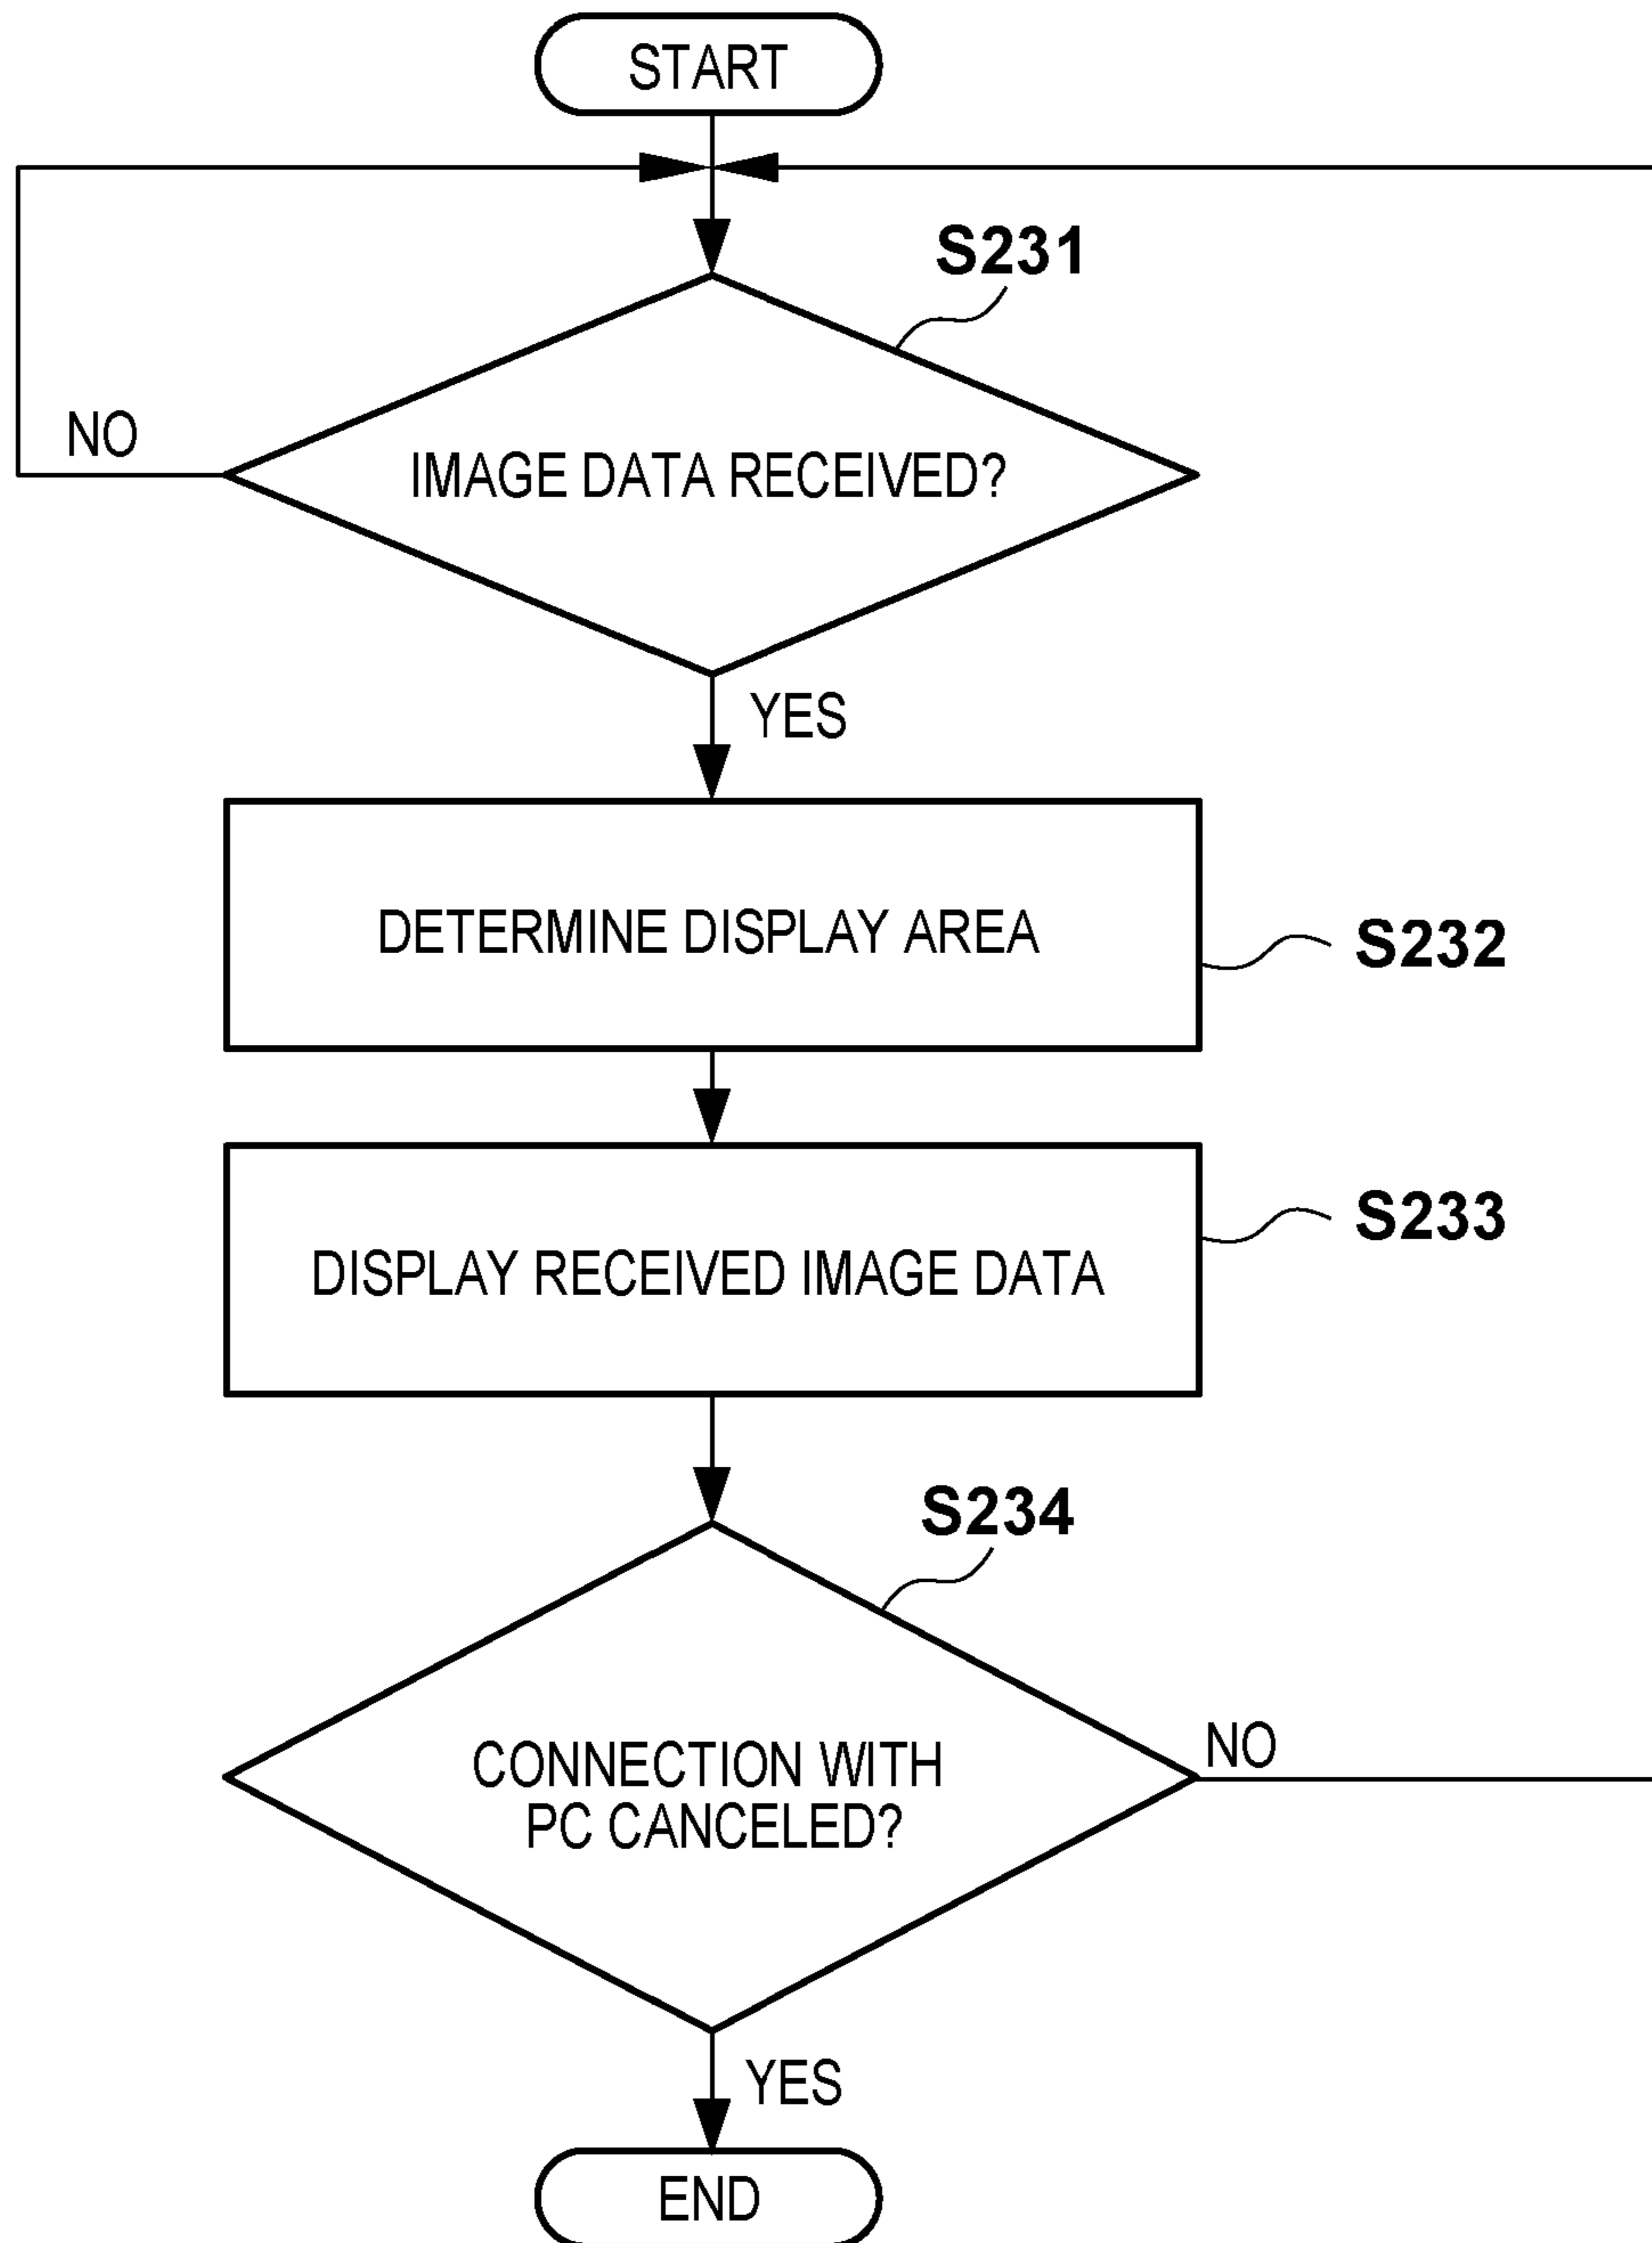 START
S231
NO
IMAGE DATA RECEIVED?
YES
DETERMINE DISPLAY AREA
S232
S233
DISPLAY RECEIVED IMAGE DATA
S234
NO
CONNECTION WITH
PC CANCELED?
YES
END